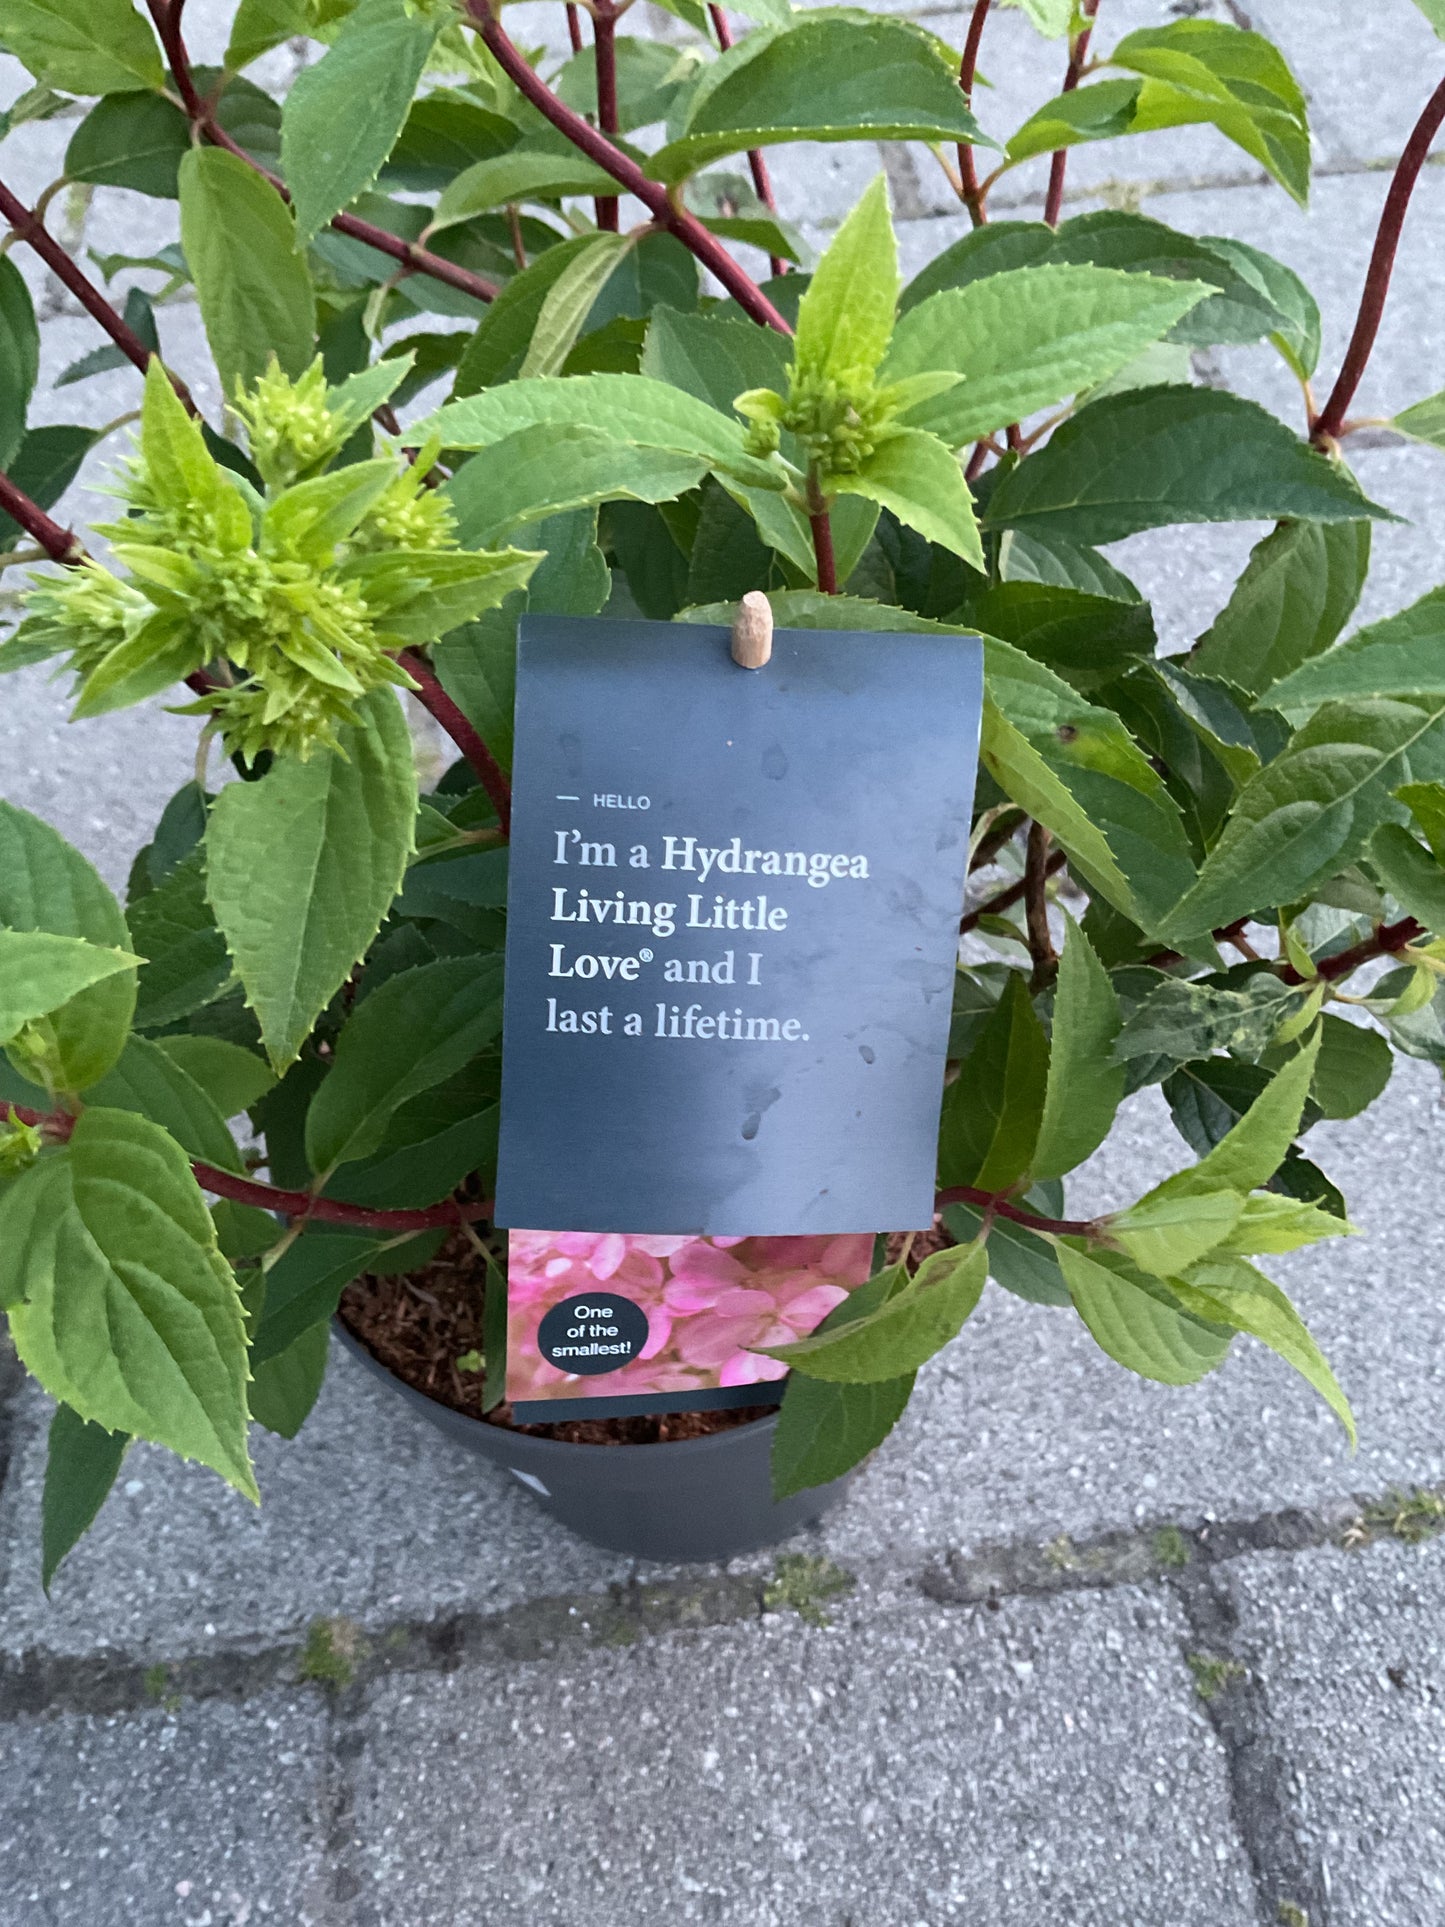 — HELLO
I'm a Hydrangea
Living Little
Love® and I
last a lifetime.
One
of the
smallest!